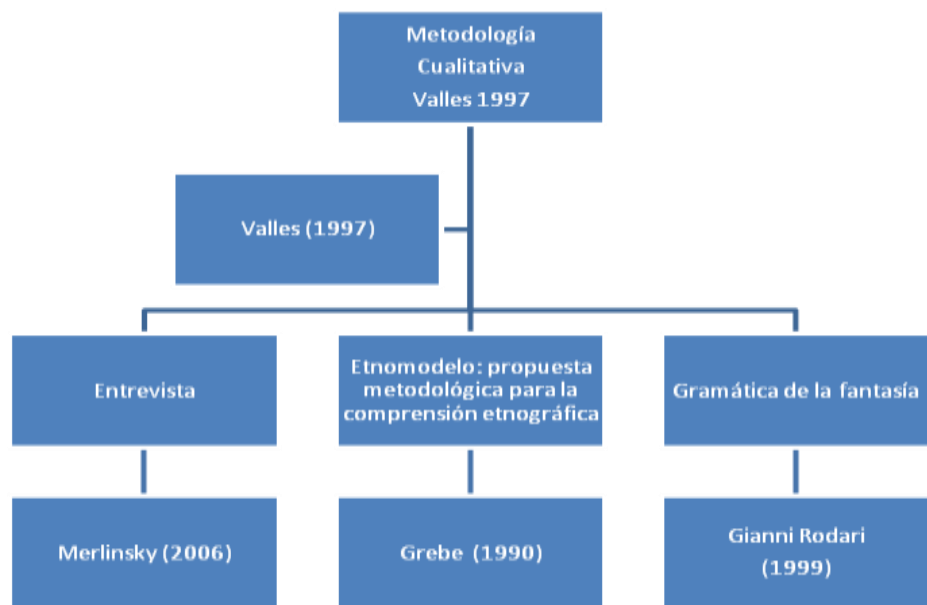 Metodología
Cualitativa
Valles 1997
Valles (1997)
Entrevista
Etnomodelo: propuesta
metodológica para la
comprensión etnográfica
Gramática de la fantasía
Merlinsky (2006)
Grebe (1990)
Gianni Rodari
(1999)